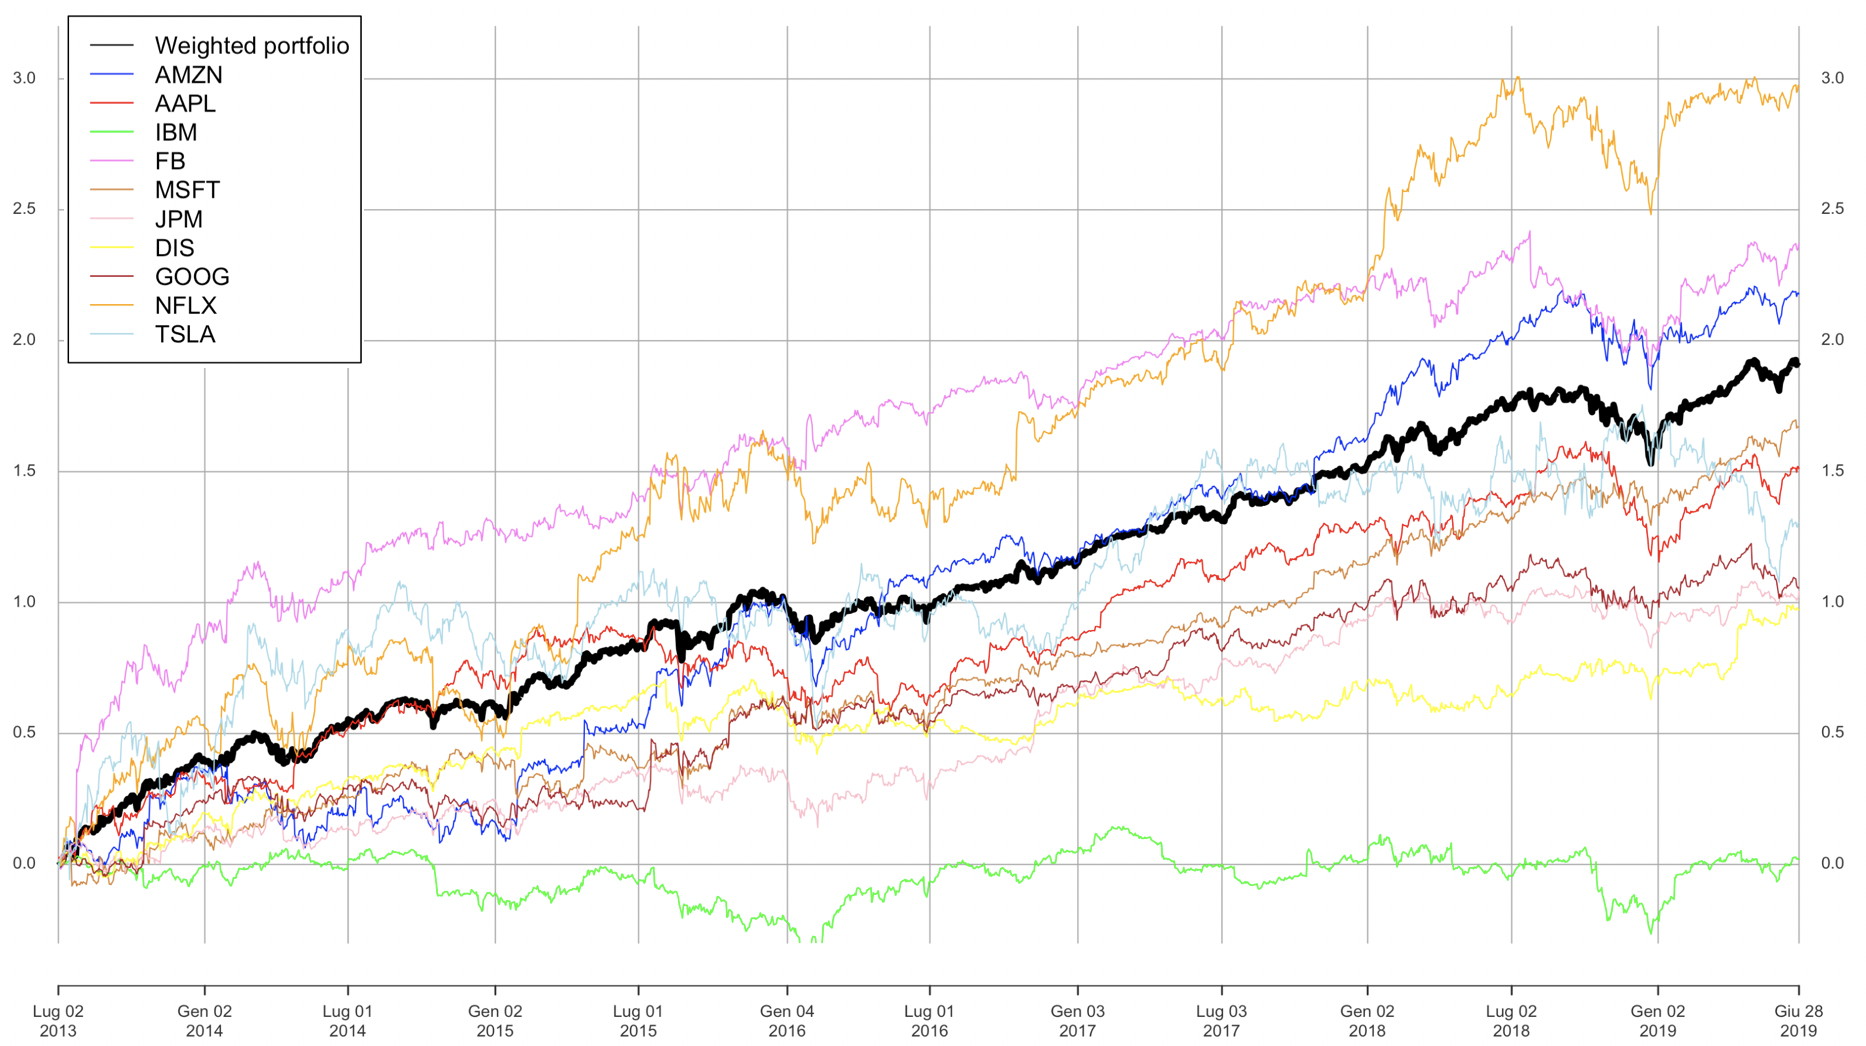 Weighted portfolio
AMZN
AAPL
IBM
FB
MSFT
JPM
DIS
GOOG
NFLX
TSLA
3.0 3.0
2.5 2.5
2.0 2.0
1.5 1.5
1.0 1.0
0.5 0.5
0.0 0.0
Lug 02 Gen 02 Lug 01 Gen 02 Lug 01 Gen 04 Lug 01 Gen 03 Lug 03 Gen 02 Lug 02 Gen 02 Giu 28
2013 2014 2014 2015 2015 2016 2016 2017 2017 2018 2018 2019 2019